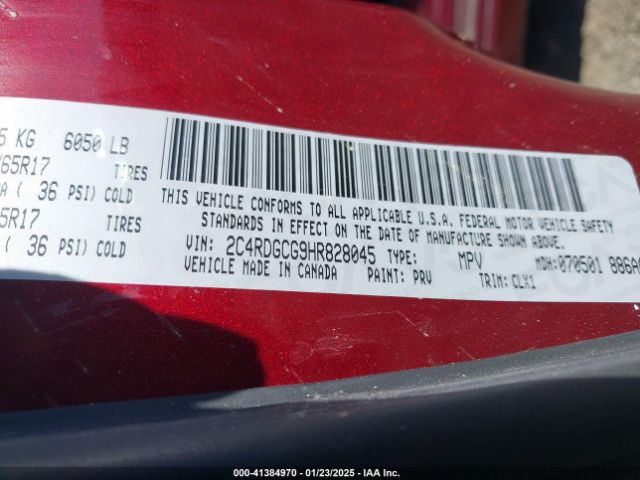 5 KG 6050 LB
65R17 TIRES
A ( 36 PSI) COLD
5R17 TIRES
( 36 PSI) COLD
THIS VEHICLE CONFORMS TO ALL APPLICABLE U.S.A. FEDERAL MOTOR VEHICLE SAFETY
STANDARDS IN EFFECT ON THE DATE OF MANUFACTURE SHOWN ABOVE.
VIN: 2C4RDGCG9HR828045 TYPE: MPV MDH: 070501 886A
VEHICLE MADE IN CANADA PAINT: PRV TRIM: CLX1
000-41384970 - 01/23/2025 - IAA Inc.